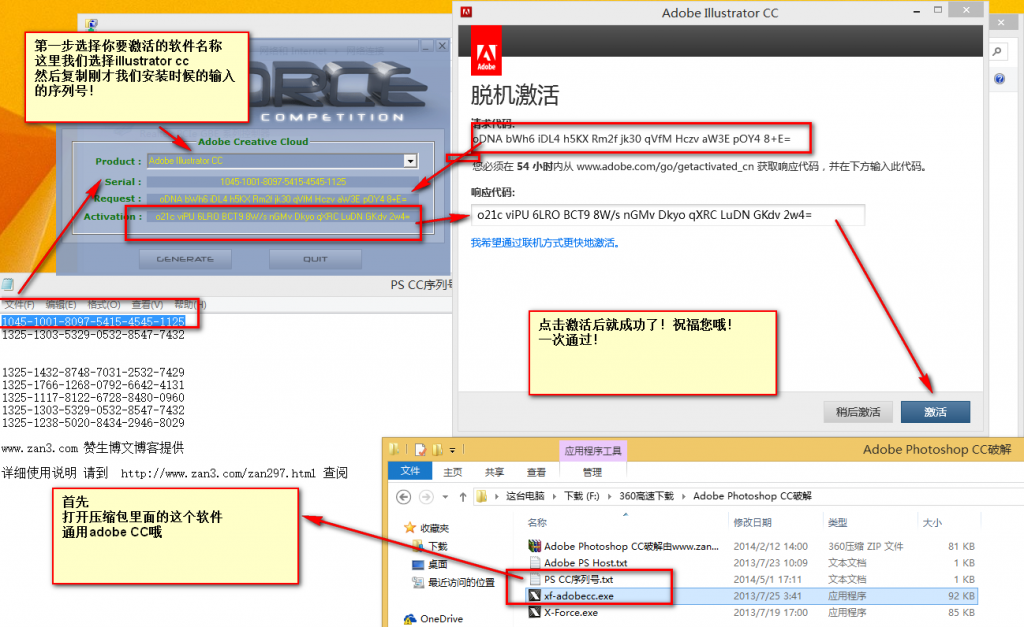 Adobe Illustrator CC
第一步选择你要激活的软件名称
这里我们选择illustrator cc
然后复制刚才我们安装时候的输入
的序列号！
ORCE
COMPETITION
Adobe Creative Cloud
Product : Adobe Illustrator CC
Serial : 1045-1001-8097-5415-4545-1125
Request : oDNA bWh6 iDL4 h5KX Rm2f jk30 qVfM Hczv aW3E pOY4 8+E=
Activation : o21c viPU 6LRO BCT9 8W/s nGMv Dkyo qXRC LuDN GKdv 2w4=
GENERATE QUIT
Adobe
脱机激活
请求代码:
oDNA bWh6 iDL4 h5KX Rm2f jk30 qVfM Hczv aW3E pOY4 8+E=
您必须在 54 小时内从 www.adobe.com/go/getactivated_cn 获取响应代码，并在下方输入此代码。
响应代码:
o21c viPU 6LRO BCT9 8W/s nGMv Dkyo qXRC LuDN GKdv 2w4=
我希望通过联机方式更快地激活。
点击激活后就成功了！祝福您哦！
一次通过！
稍后激活 激活
PS CC序列号
文件(F) 编辑(E) 格式(O) 查看(V) 帮助(H)
1045-1001-8097-5415-4545-1125
1325-1303-5329-0532-8547-7432
1325-1432-8748-7031-2532-7429
1325-1766-1268-0792-6642-4131
1325-1117-8122-6728-8480-0960
1325-1303-5329-0532-8547-7432
1325-1238-5020-8434-2946-8029
www.zan3.com 赞生博文博客提供
详细使用说明 请到 http://www.zan3.com/zan297.html 查阅
首先
打开压缩包里面的这个软件
通用adobe CC哦
应用程序工具 Adobe Photoshop CC破解
文件 主页 共享 查看 管理
这台电脑 下载 (F:) 360高速下载 Adobe Photoshop CC破解
收藏夹
下载
桌面
最近访问的位置
OneDrive
名称 修改日期 类型 大小
Adobe Photoshop CC破解由www.zan... 2014/2/12 14:00 360压缩 ZIP 文件 81 KB
Adobe PS Host.txt 2013/7/23 10:09 文本文档 1 KB
PS CC序列号.txt 2014/5/1 17:11 文本文档 1 KB
xf-adobecc.exe 2013/7/25 3:41 应用程序 92 KB
X-Force.exe 2013/7/19 17:00 应用程序 85 KB